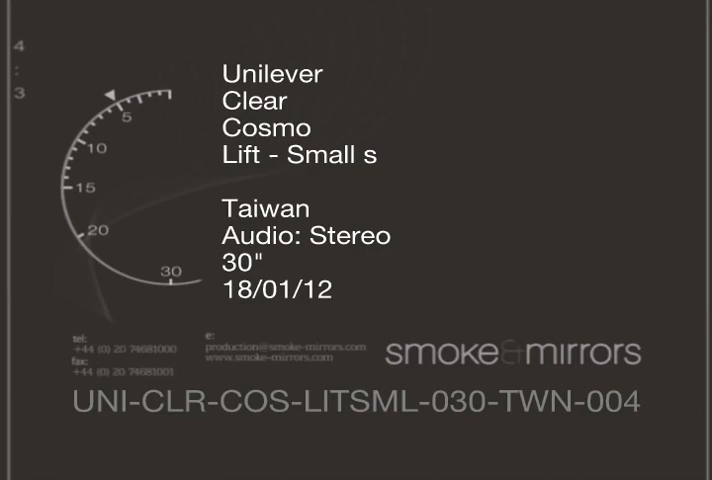 4
:
3
5
10
15
20
30
Unilever
Clear
Cosmo
Lift - Small s
Taiwan
Audio: Stereo
30"
18/01/12
tel:
+44 (0) 20 74681000
fax:
+44 (0) 20 74681001
e:
production@smoke-mirrors.com
www.smoke-mirrors.com
smoke&mirrors
UNI-CLR-COS-LITSML-030-TWN-004